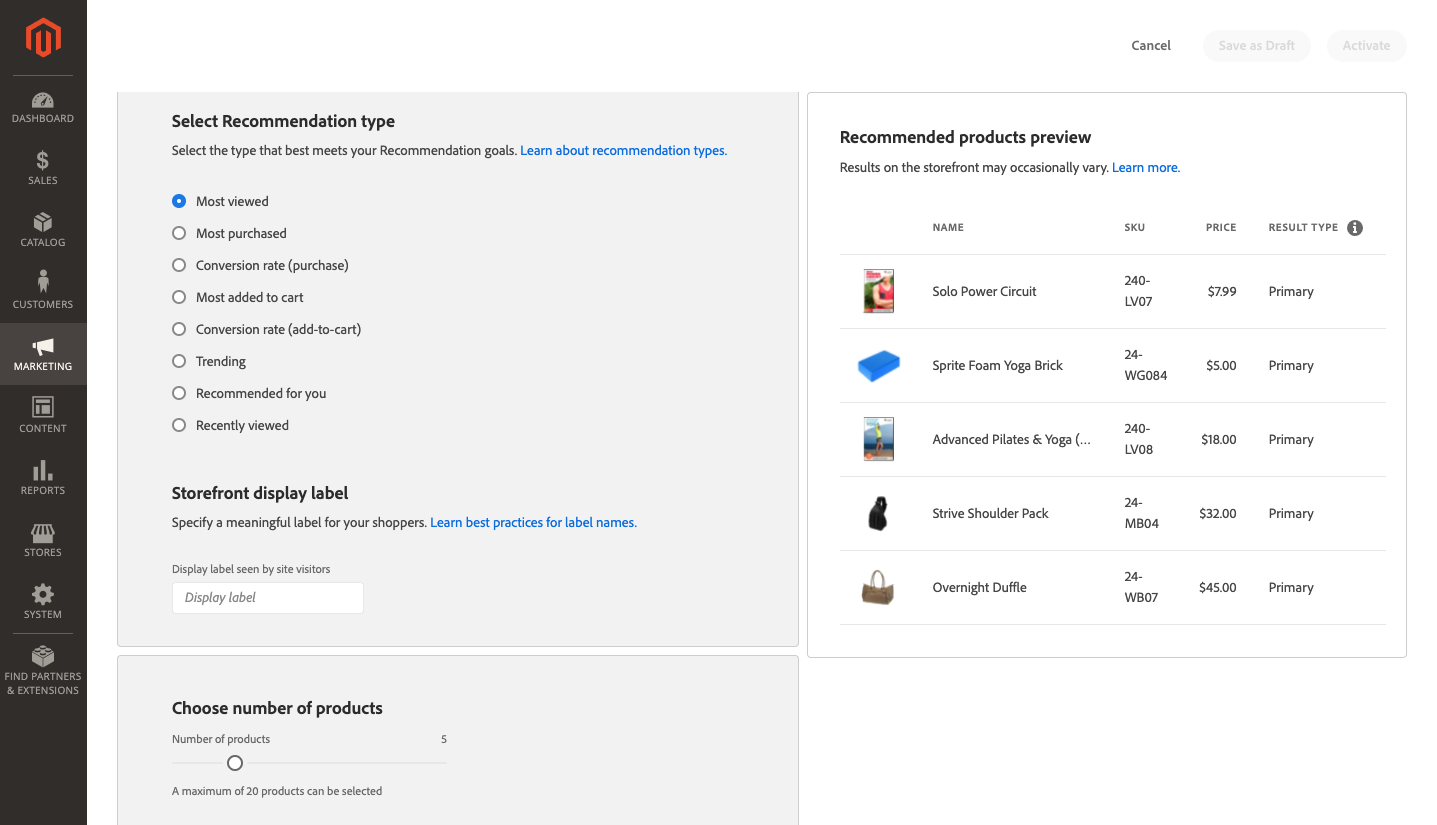 Cancel
Save as Draft
Activate
DASHBOARD
SALES
CATALOG
CUSTOMERS
MARKETING
CONTENT
REPORTS
STORES
SYSTEM
FIND PARTNERS
& EXTENSIONS
Select Recommendation type
Select the type that best meets your Recommendation goals. Learn about recommendation types.
Most viewed
Most purchased
Conversion rate (purchase)
Most added to cart
Conversion rate (add-to-cart)
Trending
Recommended for you
Recently viewed
Storefront display label
Specify a meaningful label for your shoppers. Learn best practices for label names.
Display label seen by site visitors
Display label
Choose number of products
Number of products 5
A maximum of 20 products can be selected
Recommended products preview
Results on the storefront may occasionally vary. Learn more.
NAME SKU PRICE RESULT TYPE
Solo Power Circuit 240-
LV07 $7.99 Primary
Sprite Foam Yoga Brick 24-
WG084 $5.00 Primary
Advanced Pilates & Yoga (... 240-
LV08 $18.00 Primary
Strive Shoulder Pack 24-
MB04 $32.00 Primary
Overnight Duffle 24-
WB07 $45.00 Primary